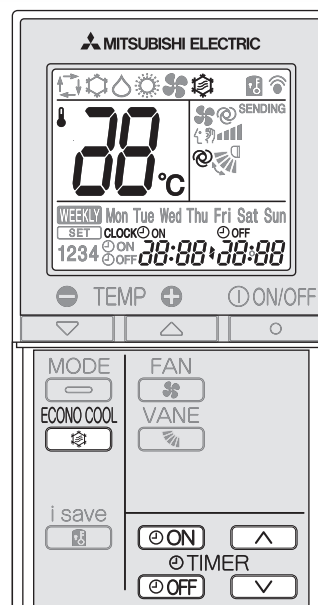 MITSUBISHI ELECTRIC
SENDING
88°C
WEEKLY Mon Tue Wed Thu Fri Sat Sun
SET CLOCK ON OFF
1234 ON OFF 88:88 88:88
TEMP ON/OFF
MODE FAN
ECONO COOL VANE
i save
ON
TIMER
OFF